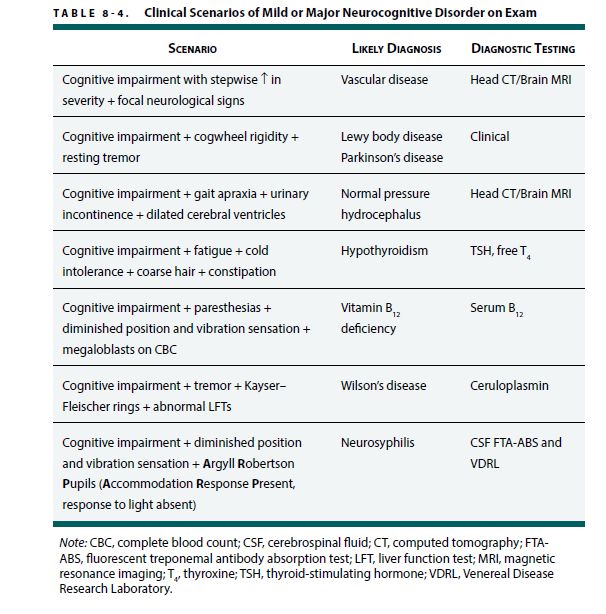 TABLE 8-4. Clinical Scenarios of Mild or Major Neurocognitive Disorder on Exam
SCENARIO LIKELY DIAGNOSIS DIAGNOSTIC TESTING
Cognitive impairment with stepwise ↑ in Vascular disease Head CT/Brain MRI
severity + focal neurological signs
Cognitive impairment + cogwheel rigidity + Lewy body disease Clinical
resting tremor Parkinson's disease
Cognitive impairment + gait apraxia + urinary Normal pressure Head CT/Brain MRI
incontinence + dilated cerebral ventricles hydrocephalus
Cognitive impairment + fatigue + cold Hypothyroidism TSH, free T4
intolerance + coarse hair + constipation
Cognitive impairment + paresthesias + Vitamin B12 Serum B12
diminished position and vibration sensation + deficiency
megaloblasts on CBC
Cognitive impairment + tremor + Kayser– Wilson's disease Ceruloplasmin
Fleischer rings + abnormal LFTs
Cognitive impairment + diminished position Neurosyphilis CSF FTA-ABS and
and vibration sensation + Argyll Robertson VDRL
Pupils (Accommodation Response Present,
response to light absent)
Note: CBC, complete blood count; CSF, cerebrospinal fluid; CT, computed tomography; FTA-
ABS, fluorescent treponemal antibody absorption test; LFT, liver function test; MRI, magnetic
resonance imaging; T4, thyroxine; TSH, thyroid-stimulating hormone; VDRL, Venereal Disease
Research Laboratory.